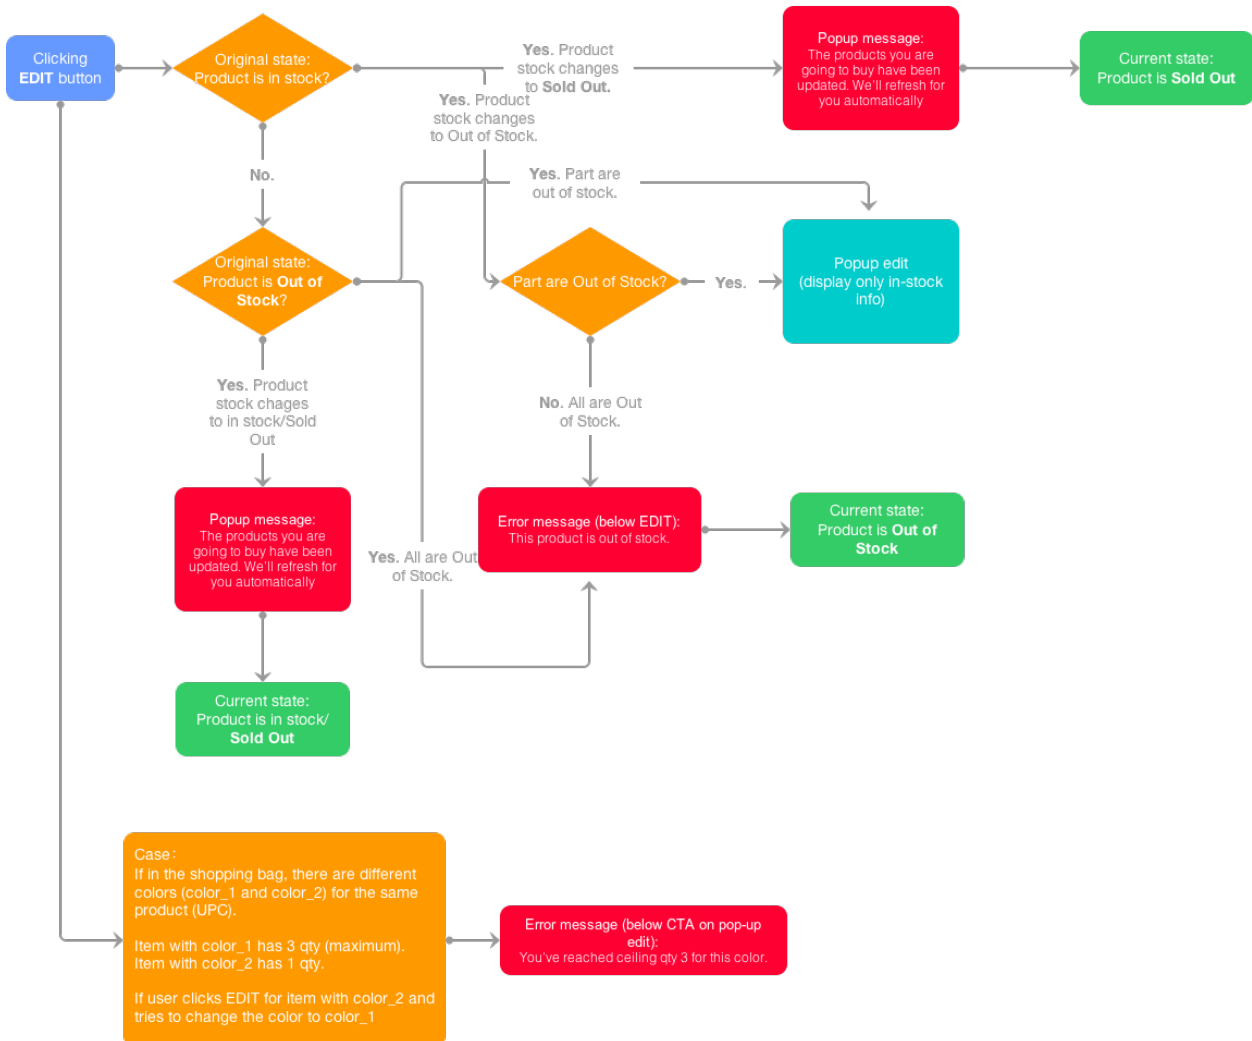 Clicking
EDIT button
Original state:
Product is in stock?
Yes. Product
stock changes
to Sold Out.
Popup message:
The products you are
going to buy have been
updated. We'll refresh for
you automatically
Current state:
Product is Sold Out
Yes. Product
stock changes
to Out of Stock.
No.
Yes. Part are
out of stock.
Original state:
Product is Out of
Stock?
Part are Out of Stock?
Yes.
Popup edit
(display only in-stock
info)
Yes. Product
stock chages
to in stock/Sold
Out
No. All are Out
of Stock.
Popup message:
The products you are
going to buy have been
updated. We'll refresh for
you automatically
Yes. All are Out
of Stock.
Error message (below EDIT):
This product is out of stock.
Current state:
Product is Out of
Stock
Current state:
Product is in stock/
Sold Out
Case:
If in the shopping bag, there are different
colors (color_1 and color_2) for the same
product (UPC).
Item with color_1 has 3 qty (maximum).
Item with color_2 has 1 qty.
If user clicks EDIT for item with color_2 and
tries to change the color to color_1
Error message (below CTA on pop-up
edit):
You've reached ceiling qty 3 for this color.